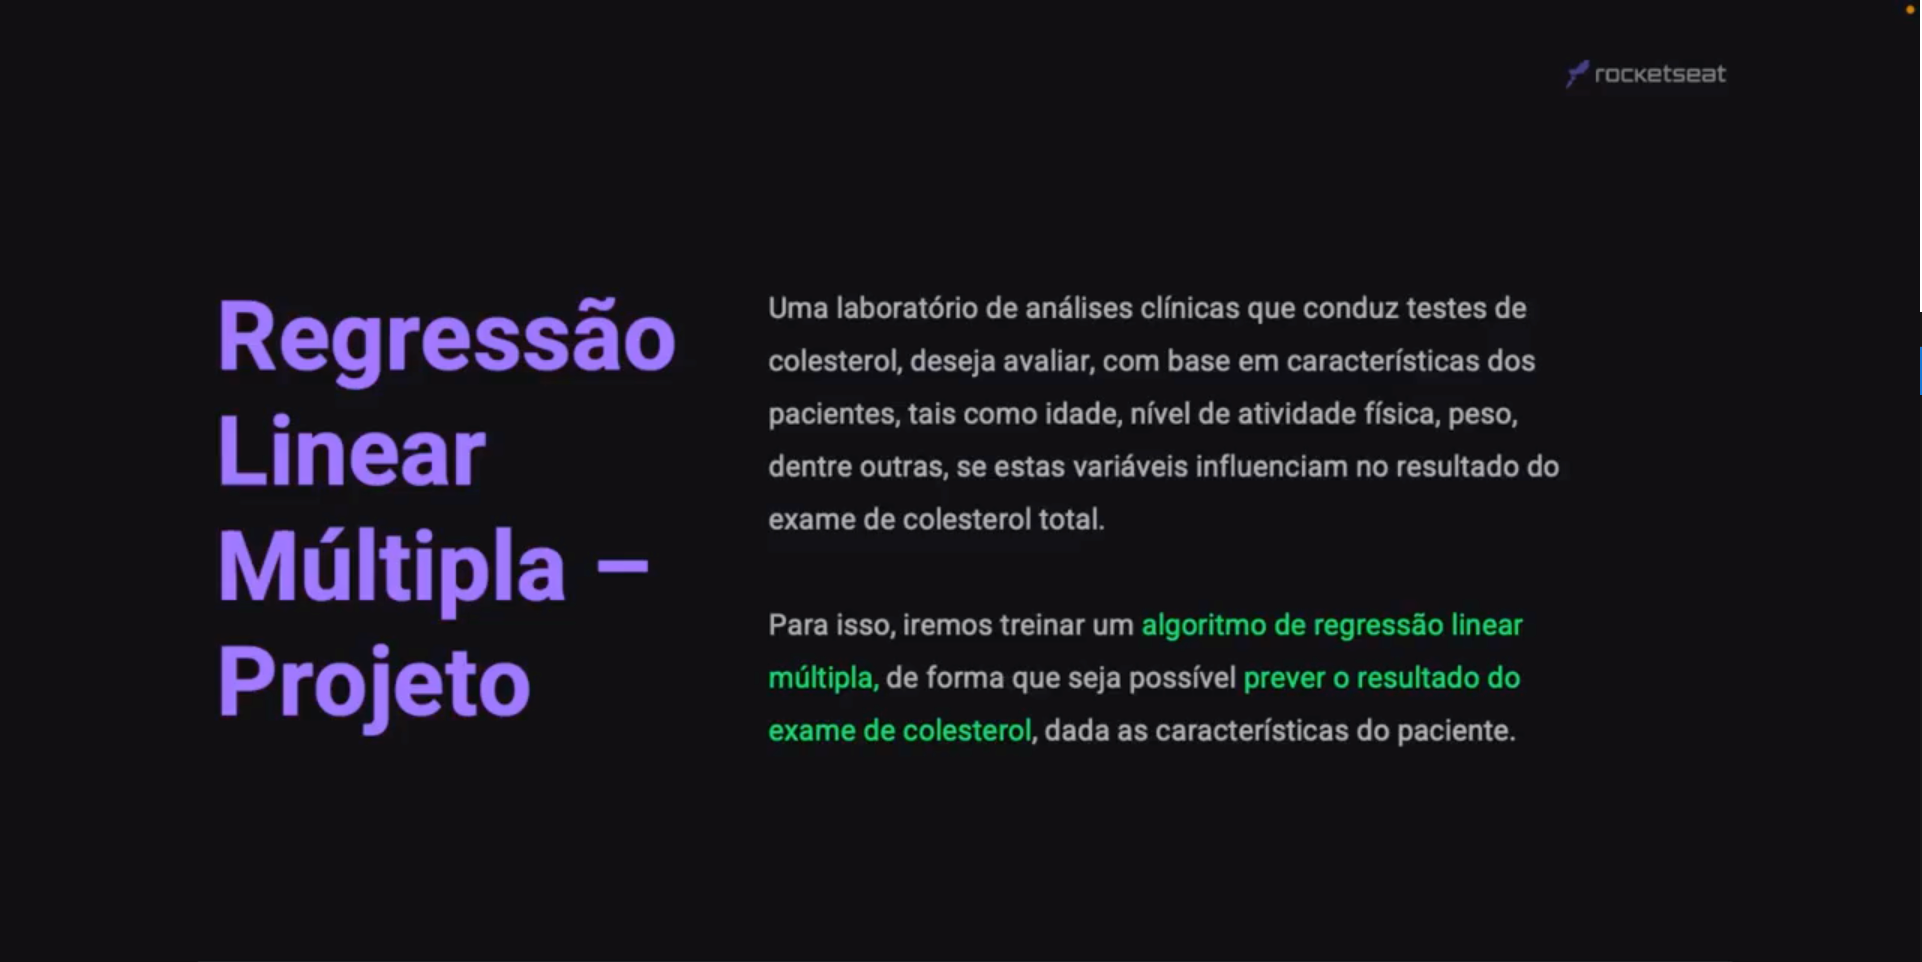 rocketseat
Regressão
Linear
Múltipla –
Projeto
Uma laboratório de análises clínicas que conduz testes de
colesterol, deseja avaliar, com base em características dos
pacientes, tais como idade, nível de atividade física, peso,
dentre outras, se estas variáveis influenciam no resultado do
exame de colesterol total.
Para isso, iremos treinar um algoritmo de regressão linear
múltipla, de forma que seja possível prever o resultado do
exame de colesterol, dada as características do paciente.